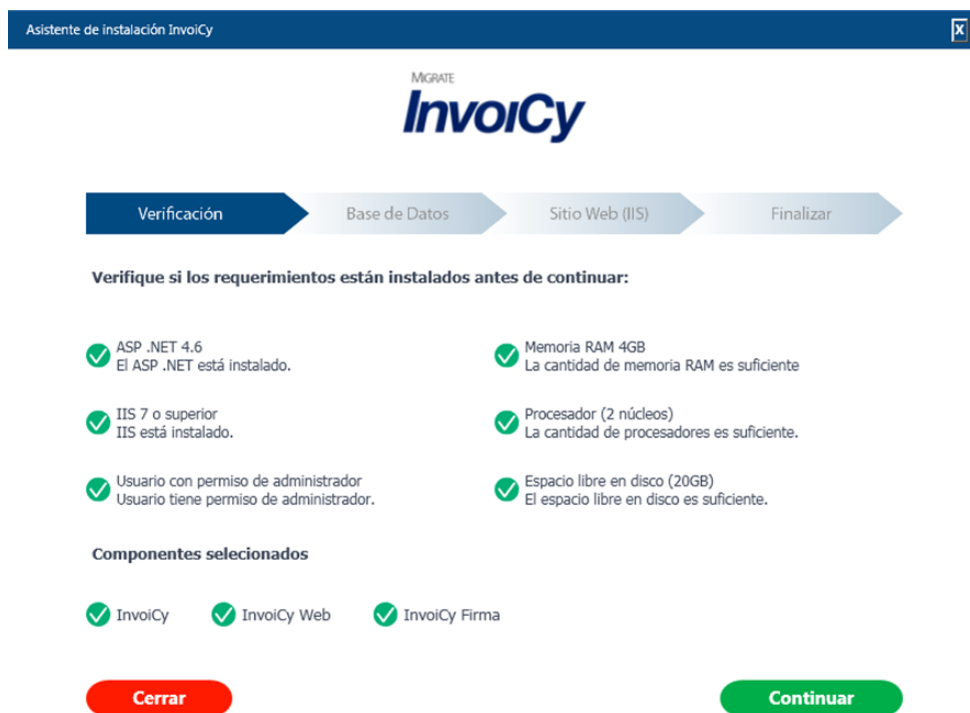 Asistente de instalación InvoiCy
X
MIGRATE
InvoiCy
Verificación
Base de Datos
Sitio Web (IIS)
Finalizar
Verifique si los requerimientos están instalados antes de continuar:
ASP .NET 4.6
El ASP .NET está instalado.
Memoria RAM 4GB
La cantidad de memoria RAM es suficiente
IIS 7 o superior
IIS está instalado.
Procesador (2 núcleos)
La cantidad de procesadores es suficiente.
Usuario con permiso de administrador
Usuario tiene permiso de administrador.
Espacio libre en disco (20GB)
El espacio libre en disco es suficiente.
Componentes selecionados
InvoiCy
InvoiCy Web
InvoiCy Firma
Cerrar
Continuar